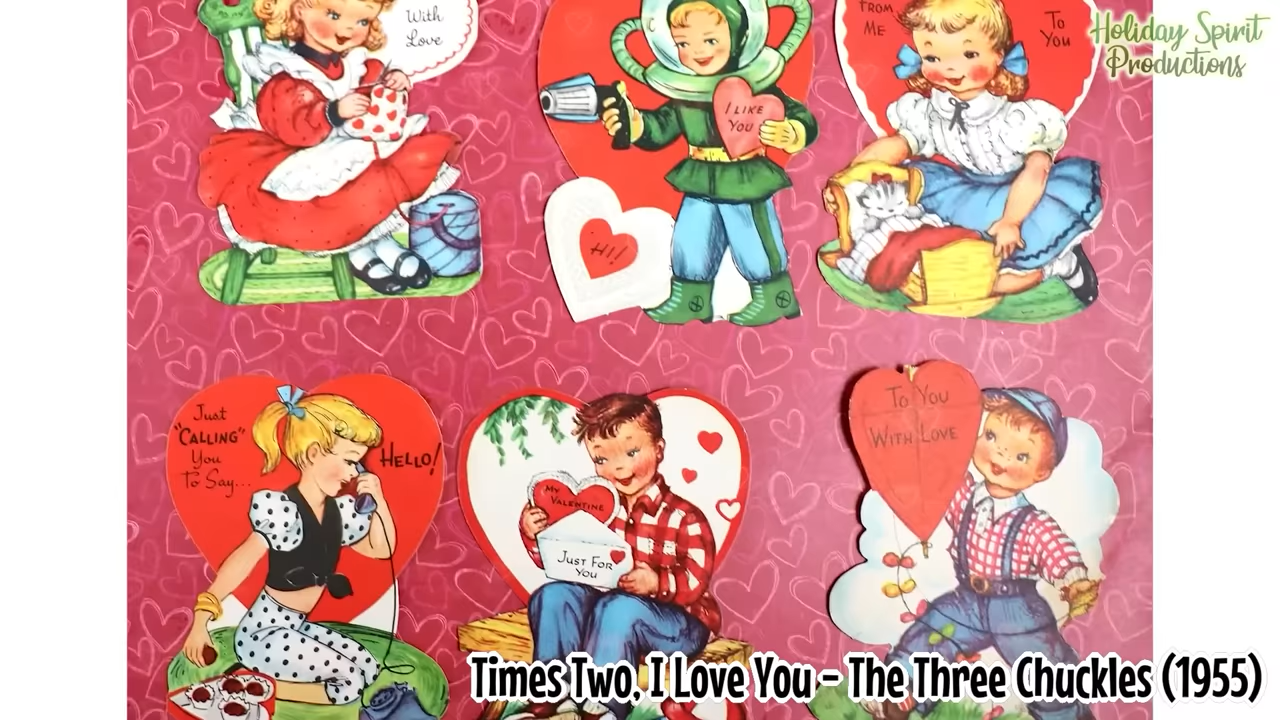 With
Love
I LIKE
YOU
Hi!
FROM
ME
To
You
Holiday Spirit
Productions
Just
"CALLING"
You
To Say...
HELLO!
MY
VALENTINE
JUST FOR
YOU
To You
With Love
Times Two, I Love You - The Three Chuckles (1955)